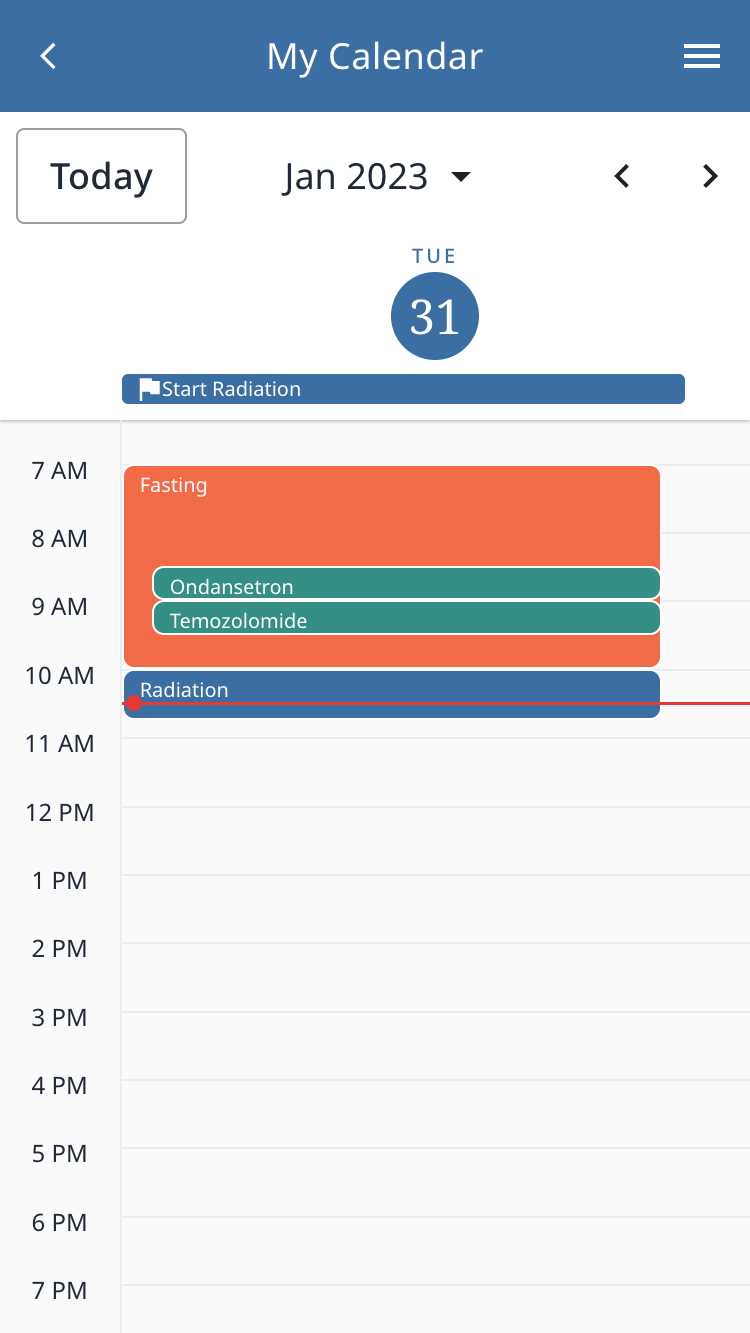 My Calendar
Today Jan 2023
TUE
31
Start Radiation
7 AM
Fasting
8 AM
Ondansetron
9 AM
Temozolomide
10 AM
Radiation
11 AM
12 PM
1 PM
2 PM
3 PM
4 PM
5 PM
6 PM
7 PM